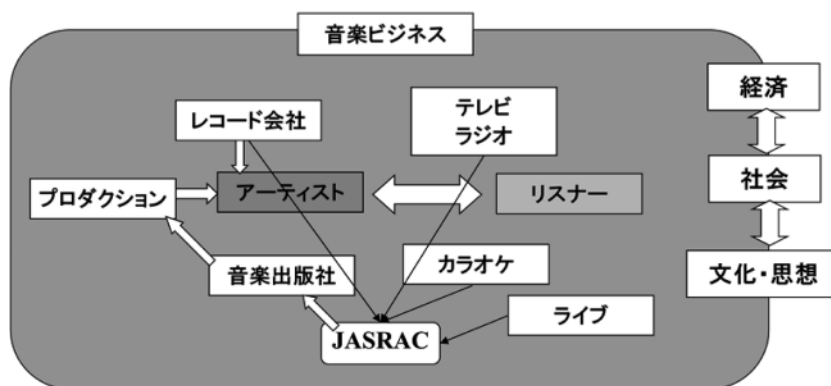 音楽ビジネス
経済
レコード会社
テレビ
ラジオ
プロダクション
アーティスト
リスナー
社会
音楽出版社
カラオケ
文化・思想
ライブ
JASRAC